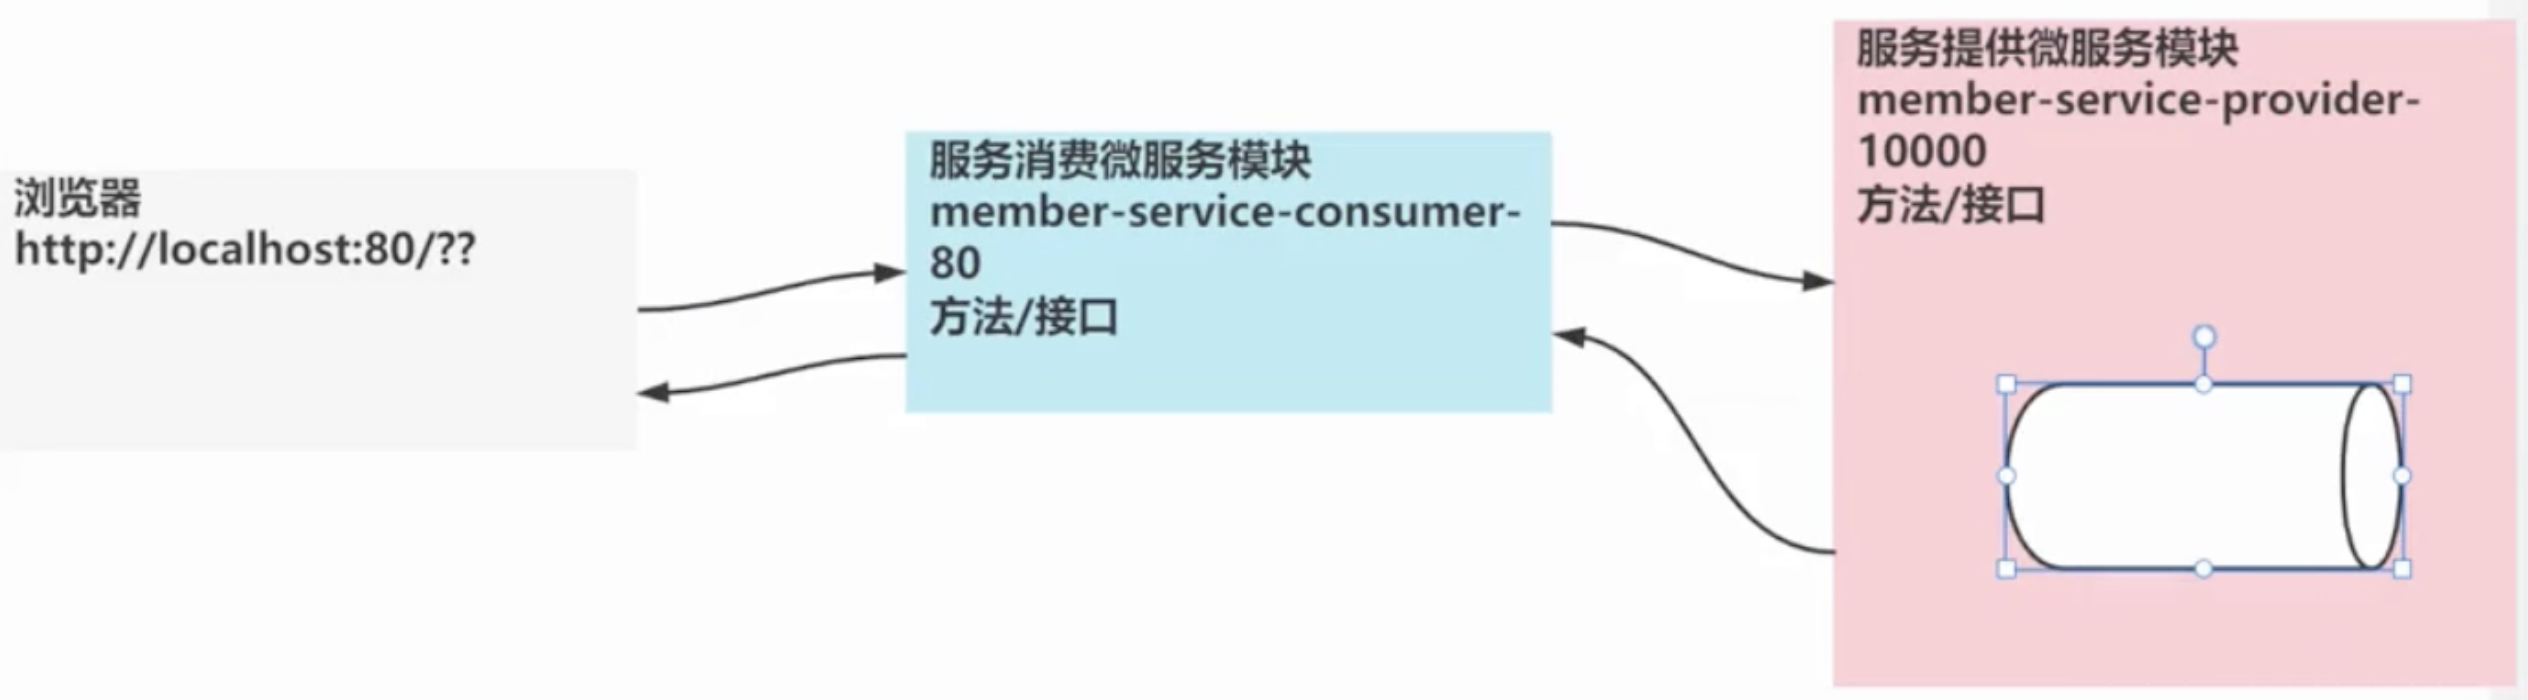 浏览器
http://localhost:80/??
服务消费微服务模块
member-service-consumer-
80
方法/接口
服务提供微服务模块
member-service-provider-
10000
方法/接口